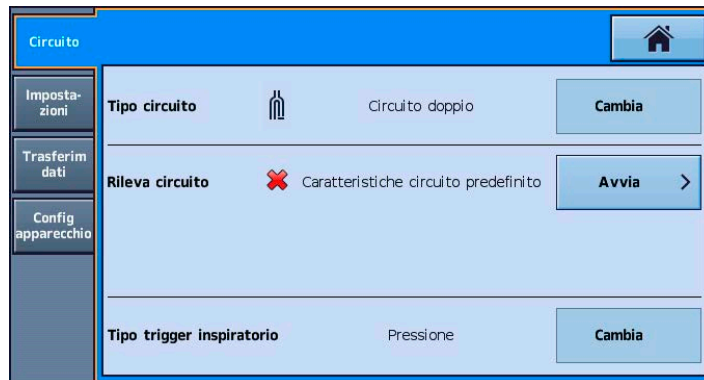 Circuito
Imposta-
zioni
Trasferim
dati
Config
apparecchio
Tipo circuito Circuito doppio Cambia
Rileva circuito Caratteristiche circuito predefinito Avvia
Tipo trigger inspiratorio Pressione Cambia